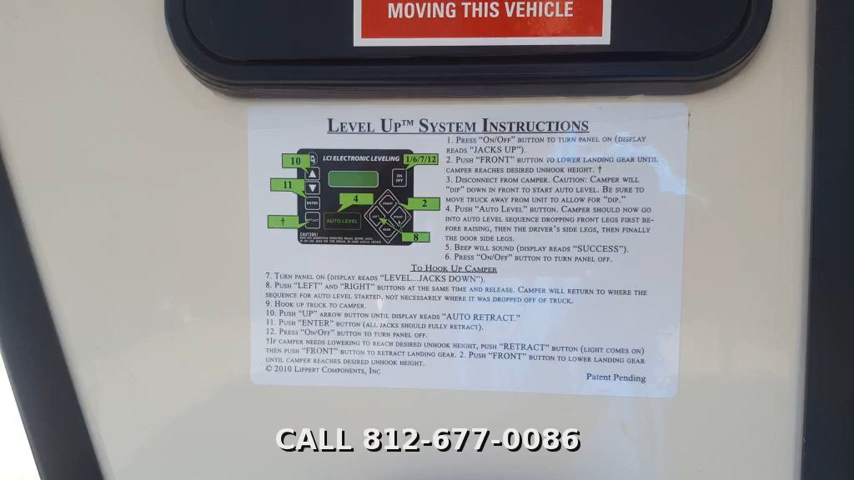 MOVING THIS VEHICLE
LEVEL UP™ SYSTEM INSTRUCTIONS
1. PRESS "ON/OFF" BUTTON TO TURN PANEL ON (DISPLAY
READS "JACKS UP").
2. PUSH "FRONT" BUTTON TO LOWER LANDING GEAR UNTIL
CAMPER REACHES DESIRED UNHOOK HEIGHT. †
3. DISCONNECT FROM CAMPER. CAUTION: CAMPER WILL
"DIP" DOWN IN FRONT TO START AUTO LEVEL. BE SURE TO
MOVE TRUCK AWAY FROM UNIT TO ALLOW FOR "DIP."
4. PUSH "AUTO LEVEL" BUTTON. CAMPER SHOULD NOW GO
INTO AUTO LEVEL SEQUENCE DROPPING FRONT LEGS FIRST BE-
FORE RAISING, THEN THE DRIVER'S SIDE LEGS, THEN FINALLY
THE DOOR SIDE LEGS.
5. BEEP WILL SOUND (DISPLAY READS "SUCCESS").
6. PRESS "ON/OFF" BUTTON TO TURN PANEL OFF.
LCI ELECTRONIC LEVELING
10
1/6/7/12
ON
OFF
11
4
ENTER
2
FRONT
†
AUTO LEVEL
8
REAR
CAUTION!
TO HOOK UP CAMPER
7. TURN PANEL ON (DISPLAY READS "LEVEL...JACKS DOWN").
8. PUSH "LEFT" AND "RIGHT" BUTTONS AT THE SAME TIME AND RELEASE. CAMPER WILL RETURN TO WHERE THE
SEQUENCE FOR AUTO LEVEL STARTED, NOT NECESSARILY WHERE IT WAS DROPPED OFF OF TRUCK.
9. HOOK UP TRUCK TO CAMPER.
10. PUSH "UP" ARROW BUTTON UNTIL DISPLAY READS "AUTO RETRACT."
11. PUSH "ENTER" BUTTON (ALL JACKS SHOULD FULLY RETRACT).
12. PRESS "ON/OFF" BUTTON TO TURN PANEL OFF.
†IF CAMPER NEEDS LOWERING TO REACH DESIRED UNHOOK HEIGHT, PUSH "RETRACT" BUTTON (LIGHT COMES ON)
THEN PUSH "FRONT" BUTTON TO RETRACT LANDING GEAR. 2. PUSH "FRONT" BUTTON TO LOWER LANDING GEAR
UNTIL CAMPER REACHES DESIRED UNHOOK HEIGHT.
© 2010 LIPPERT COMPONENTS, INC
Patent Pending
CALL 812-677-0086